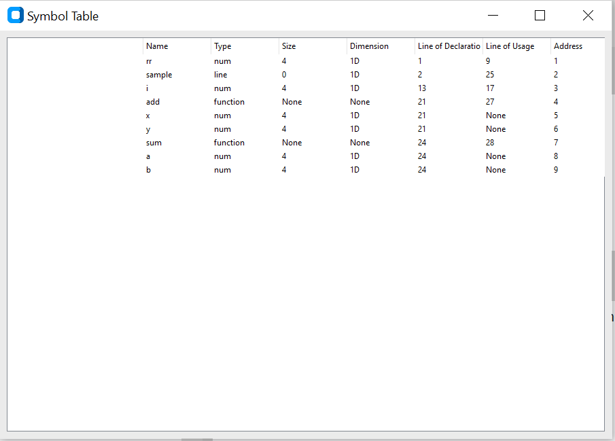 Symbol Table
Name Type Size Dimension Line of Declaratio Line of Usage Address
rr num 4 1D 1 9 1
sample line 0 1D 2 25 2
i num 4 1D 13 17 3
add function None None 21 27 4
x num 4 1D 21 None 5
y num 4 1D 21 None 6
sum function None None 24 28 7
a num 4 1D 24 None 8
b num 4 1D 24 None 9